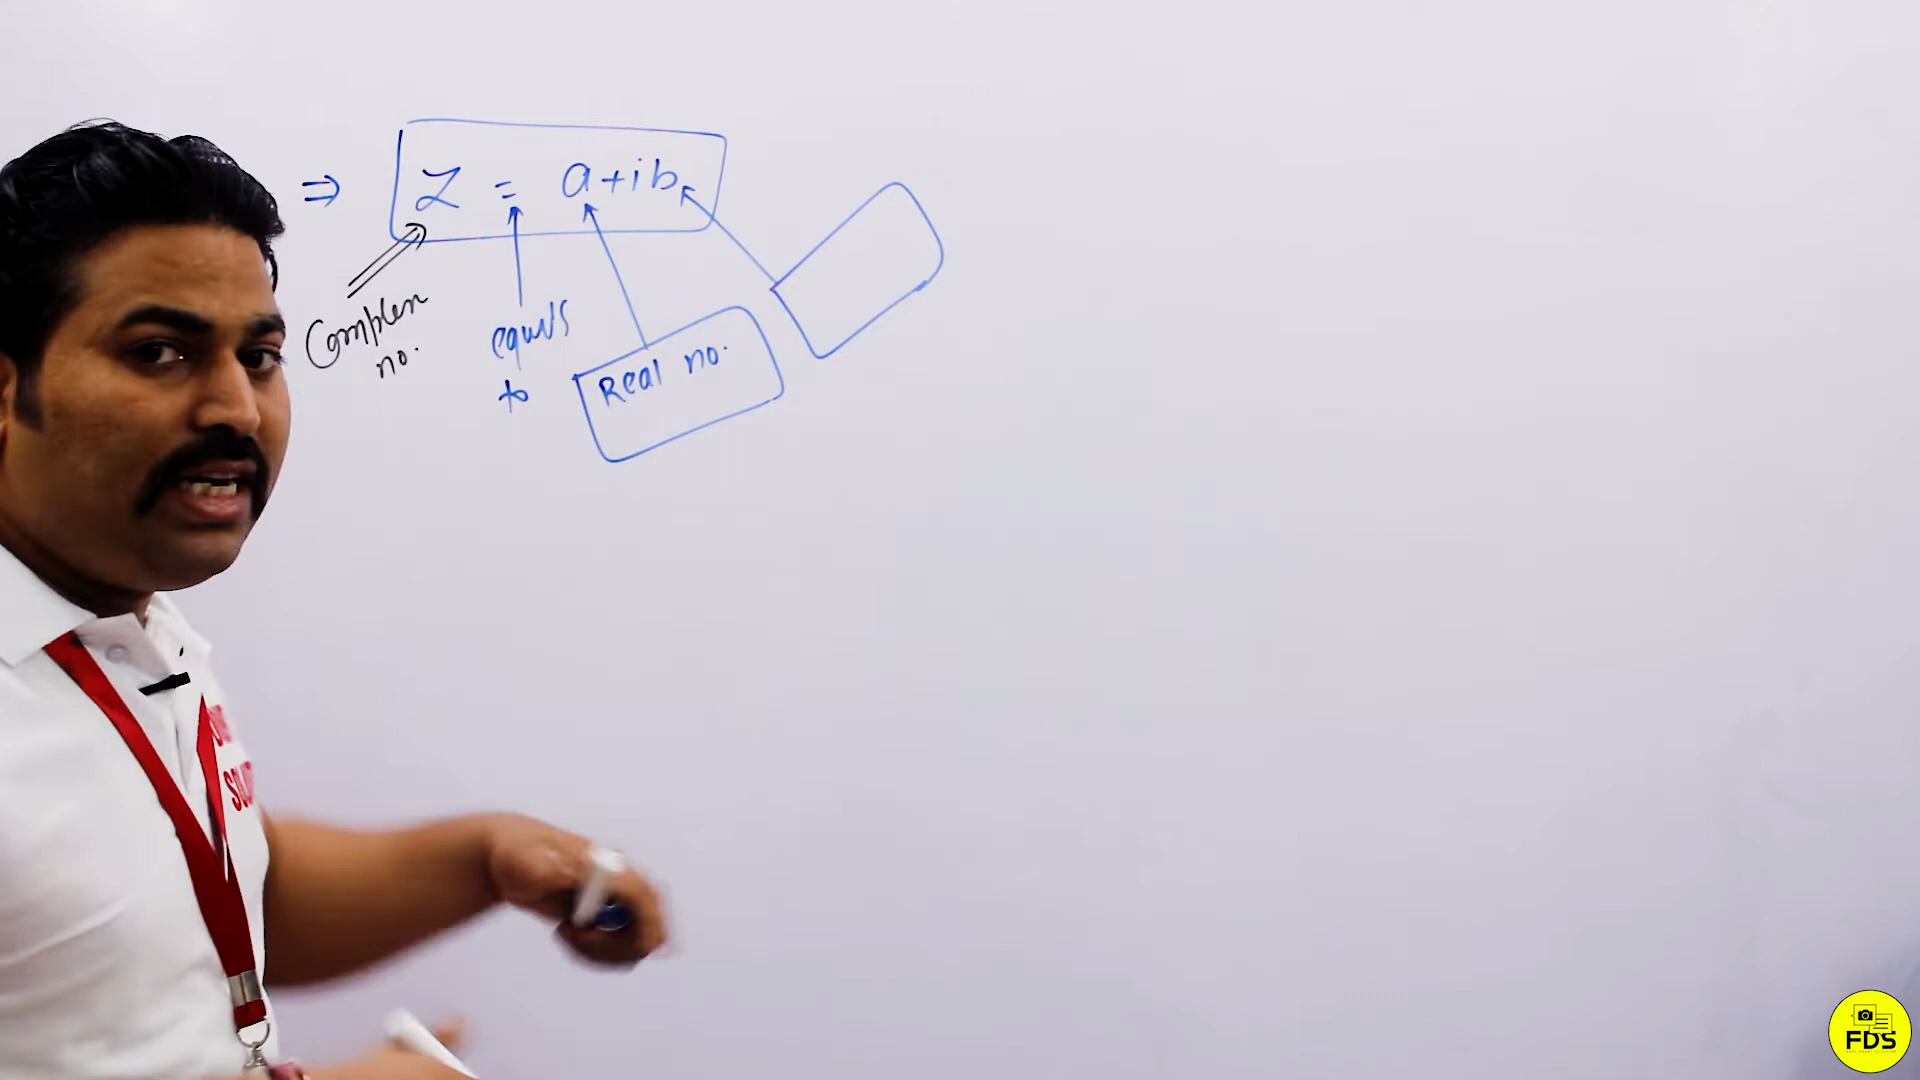 ⇒ Z = a+ib
Complex no.
equals to
Real no.
FDS